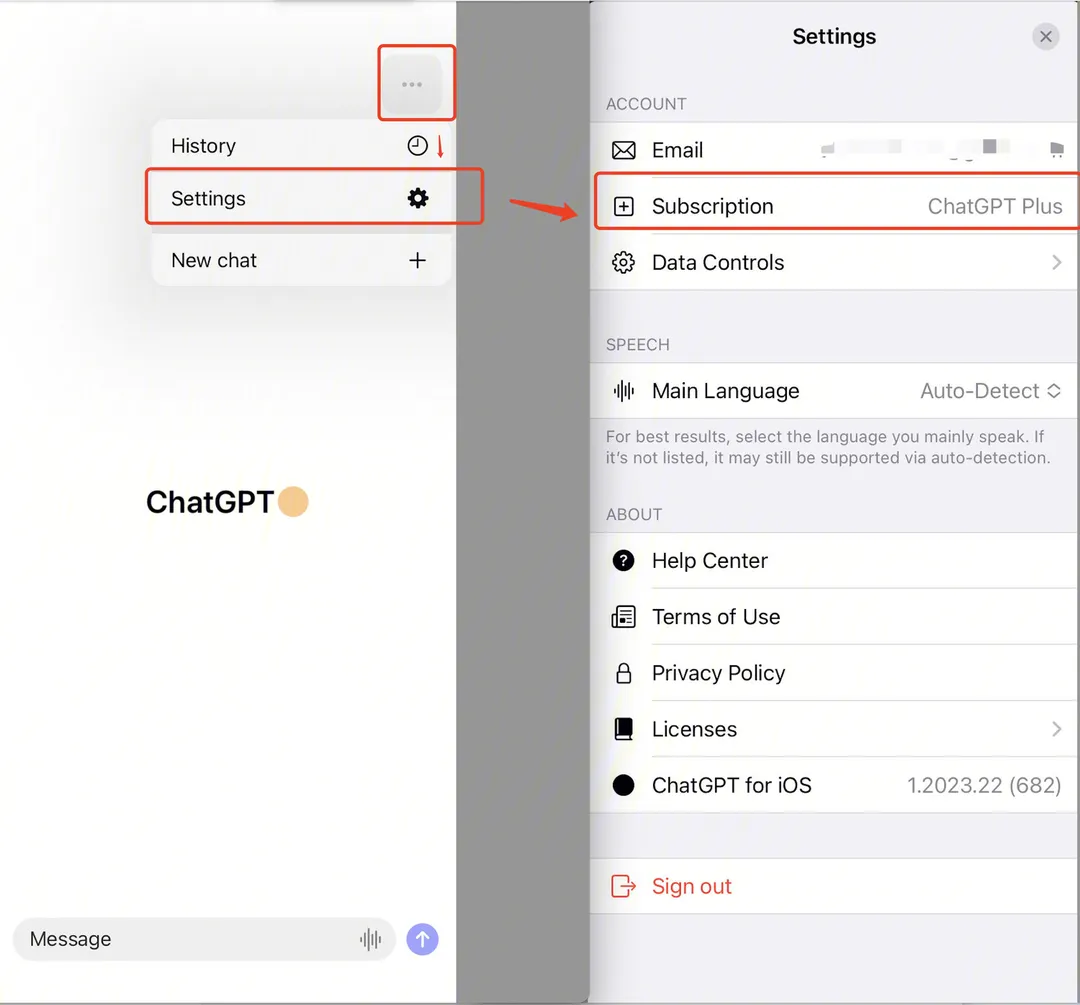 History
Settings
New chat
ChatGPT
Message
Settings
ACCOUNT
Email
Subscription ChatGPT Plus
Data Controls
SPEECH
Main Language Auto-Detect
For best results, select the language you mainly speak. If
it's not listed, it may still be supported via auto-detection.
ABOUT
Help Center
Terms of Use
Privacy Policy
Licenses
ChatGPT for iOS 1.2023.22 (682)
Sign out